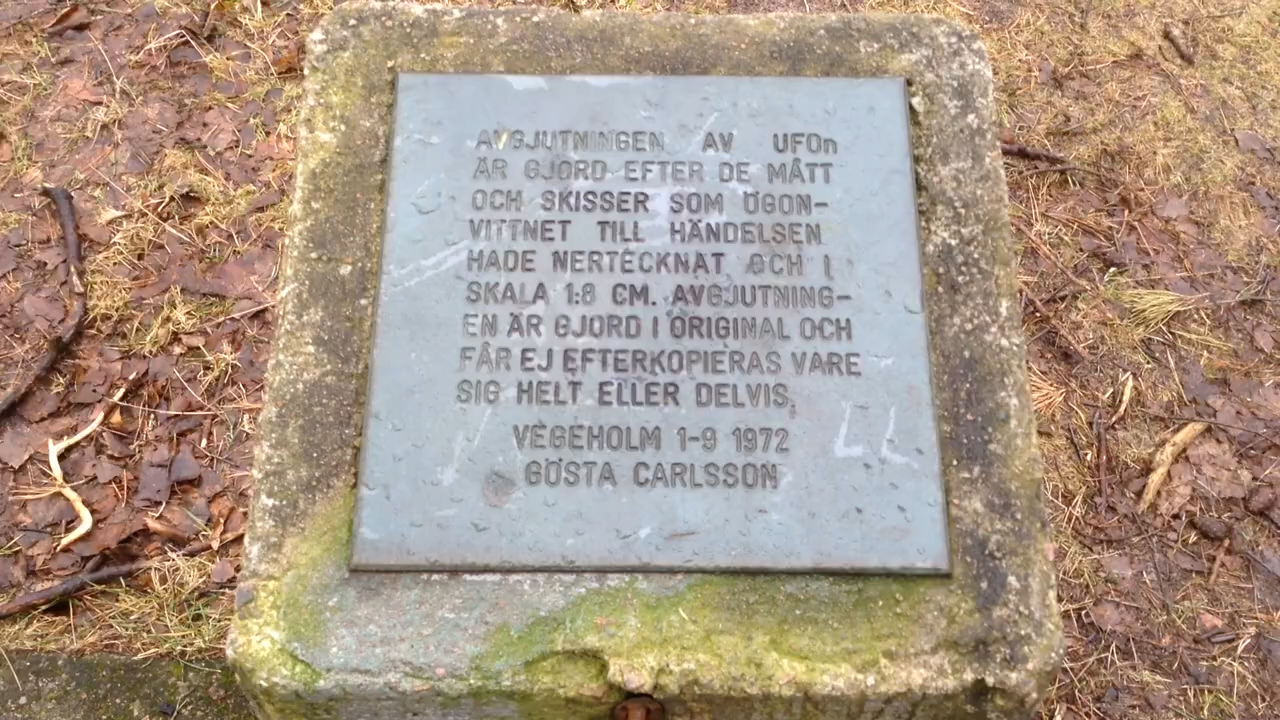 AVGJUTNINGEN AV UFOn
ÄR GJORD EFTER DE MÅTT
OCH SKISSER SOM ÖGON-
VITTNET TILL HÄNDELSEN
HADE NERTECKNAT OCH I
SKALA 1:8 CM. AVGJUTNING-
EN ÄR GJORD I ORIGINAL OCH
FÅR EJ EFTERKOPIERAS VARE
SIG HELT ELLER DELVIS.
VEGEHOLM 1-9 1972
GÖSTA CARLSSON